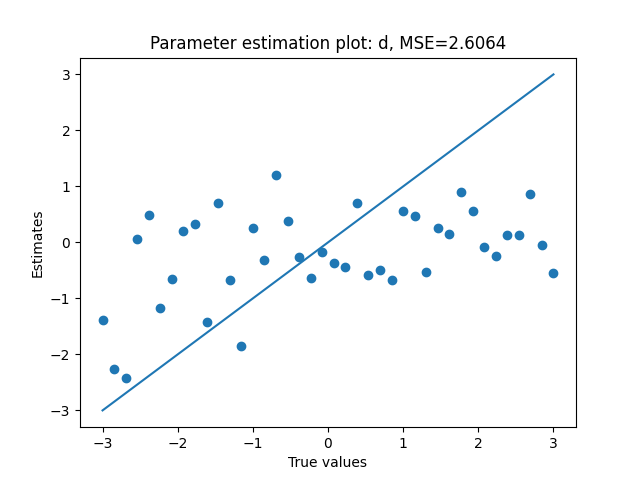 Parameter estimation plot: d, MSE=2.6064
3
2
1
0
−1
−2
−3
Estimates
−3 −2 −1 0 1 2 3
True values